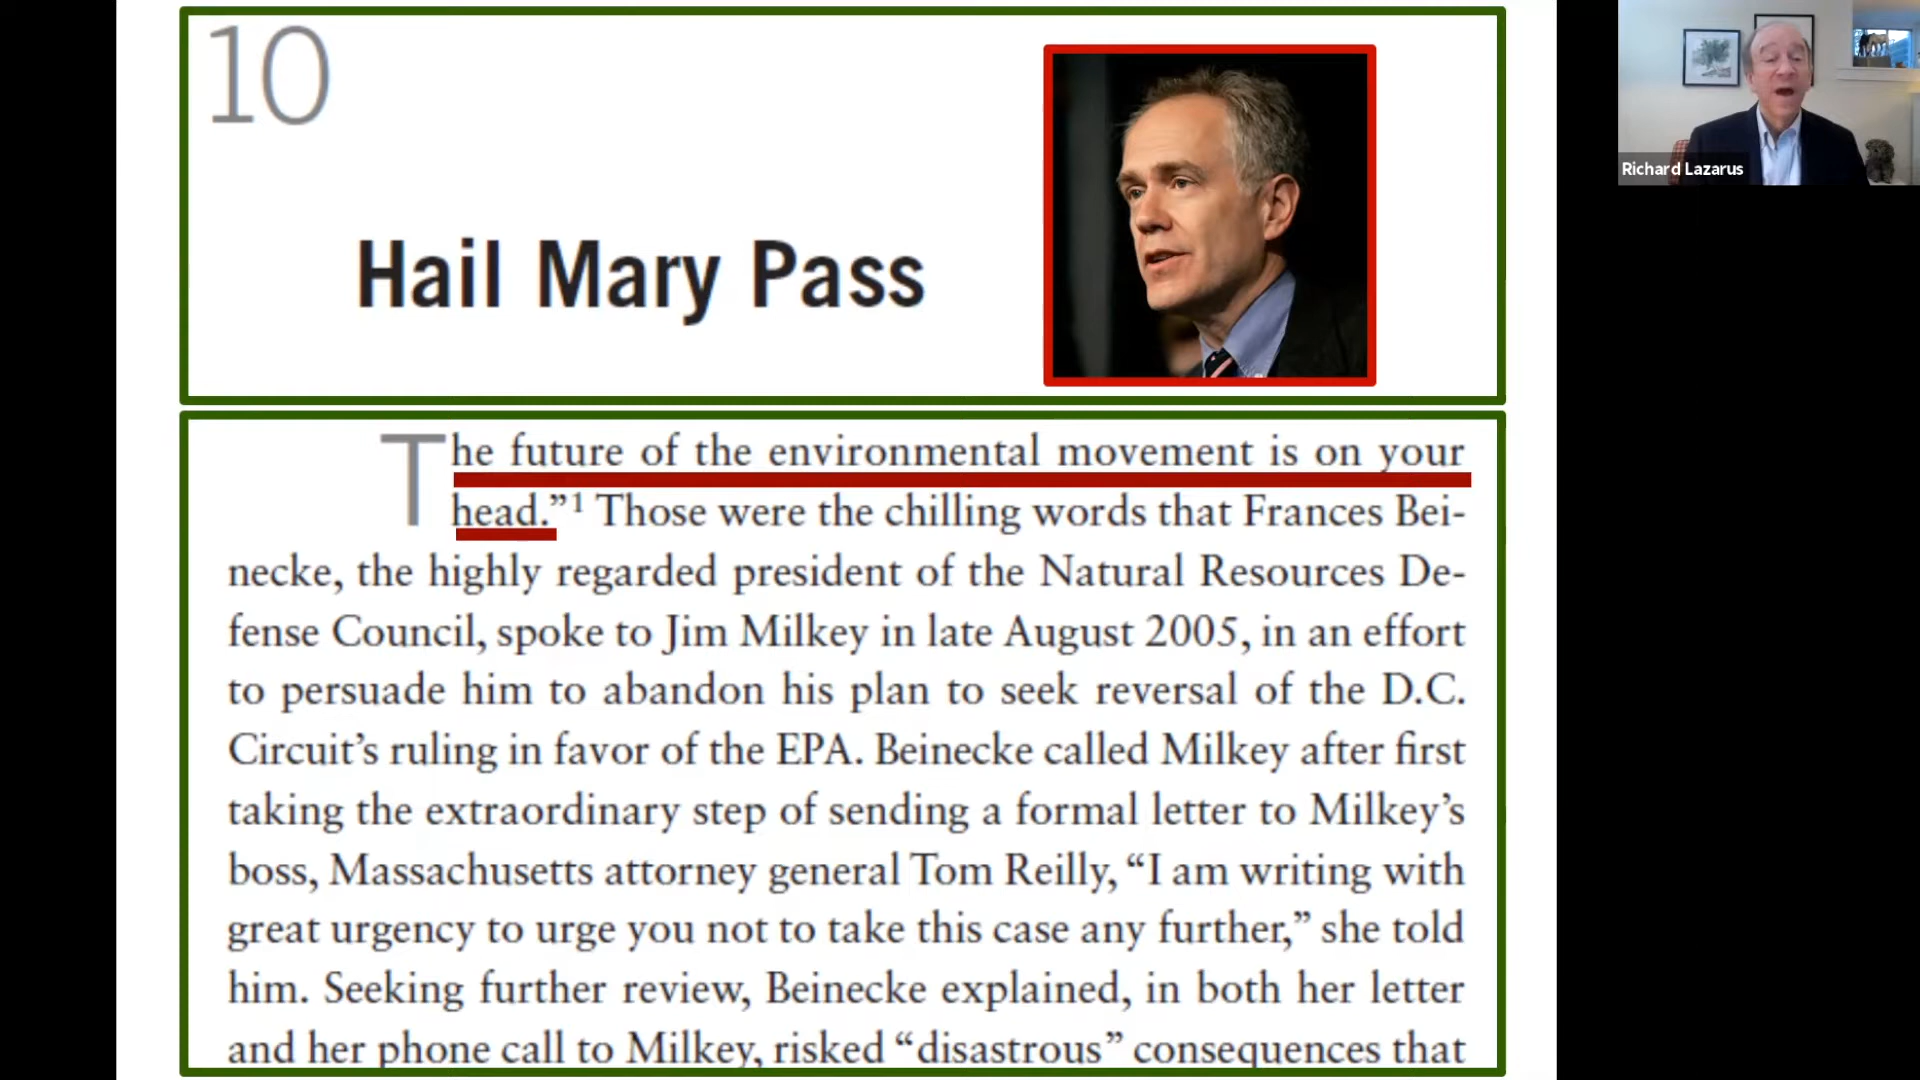 10
Hail Mary Pass
The future of the environmental movement is on your
head.”1 Those were the chilling words that Frances Bei-
necke, the highly regarded president of the Natural Resources De-
fense Council, spoke to Jim Milkey in late August 2005, in an effort
to persuade him to abandon his plan to seek reversal of the D.C.
Circuit’s ruling in favor of the EPA. Beinecke called Milkey after first
taking the extraordinary step of sending a formal letter to Milkey’s
boss, Massachusetts attorney general Tom Reilly, “I am writing with
great urgency to urge you not to take this case any further,” she told
him. Seeking further review, Beinecke explained, in both her letter
and her phone call to Milkey, risked “disastrous” consequences that
Richard Lazarus